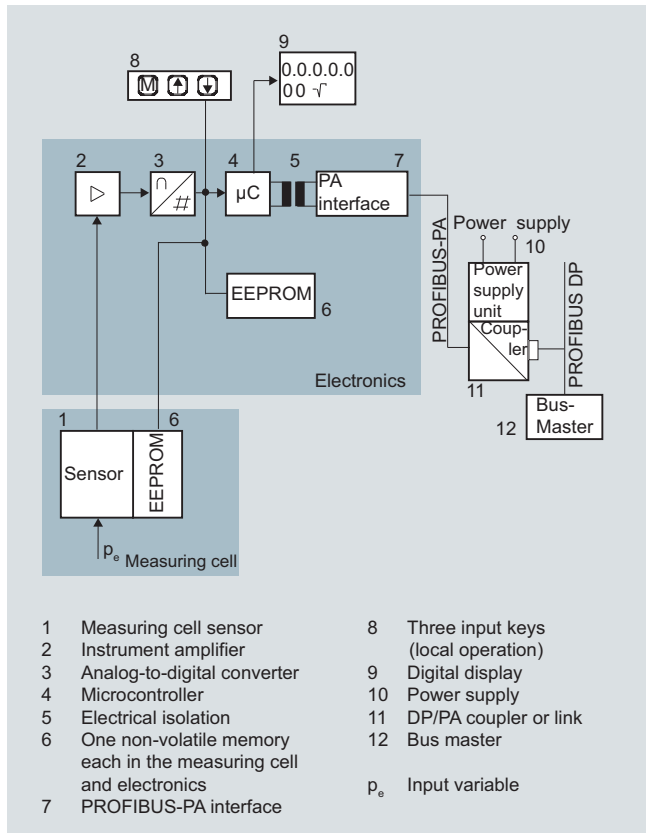 8
M
9
0.0.0.0.0
00 √
2
3
4
5
7
∩
#
µC
PA
interface
EEPROM
6
Electronics
PROFIBUS-PA
Power supply
10
Power
supply
unit
Coup-
ler
11
PROFIBUS DP
12
Bus-
Master
1
6
Sensor
EEPROM
pe
Measuring cell
1 Measuring cell sensor
2 Instrument amplifier
3 Analog-to-digital converter
4 Microcontroller
5 Electrical isolation
6 One non-volatile memory
each in the measuring cell
and electronics
7 PROFIBUS-PA interface
8 Three input keys
(local operation)
9 Digital display
10 Power supply
11 DP/PA coupler or link
12 Bus master
pe Input variable